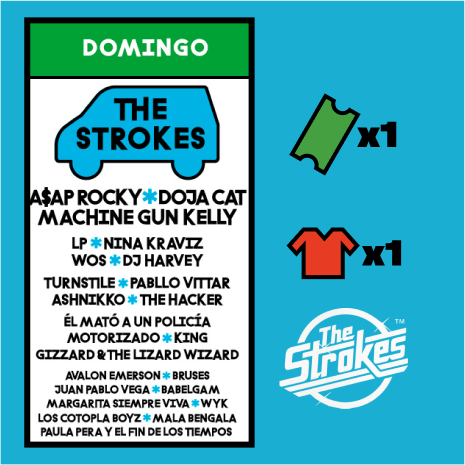 DOMINGO
THE
STROKES
A$AP ROCKY*DOJA CAT
MACHINE GUN KELLY
LP*NINA KRAVIZ
WOS*DJ HARVEY
TURNSTILE*PABLLO VITTAR
ASHNIKKO*THE HACKER
ÉL MATÓ A UN POLICÍA
MOTORIZADO*KING
GIZZARD & THE LIZARD WIZARD
AVALON EMERSON*BRUSES
JUAN PABLO VEGA*BABELGAM
MARGARITA SIEMPRE VIVA*WYK
LOS COTOPLA BOYZ*MALA BENGALA
PAULA PERA Y EL FIN DE LOS TIEMPOS
x1
x1
The
Strokes
TM